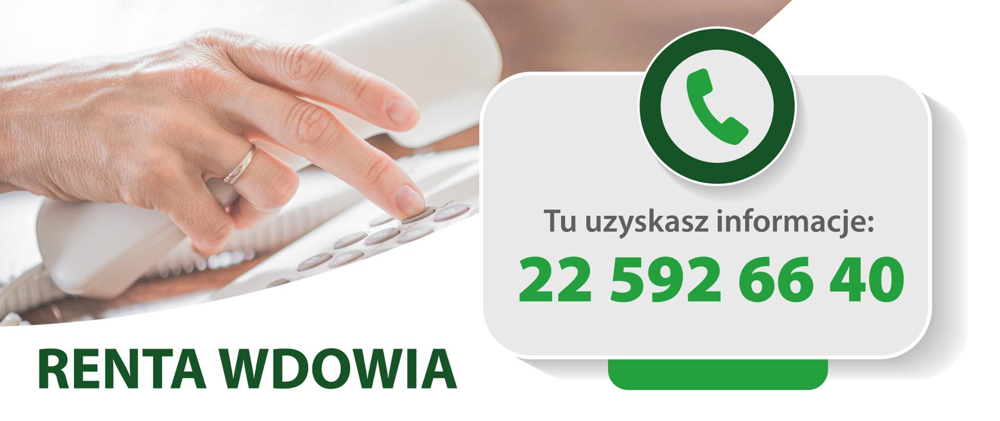 Tu uzyskasz informacje:
22 592 66 40
RENTA WDOWIA